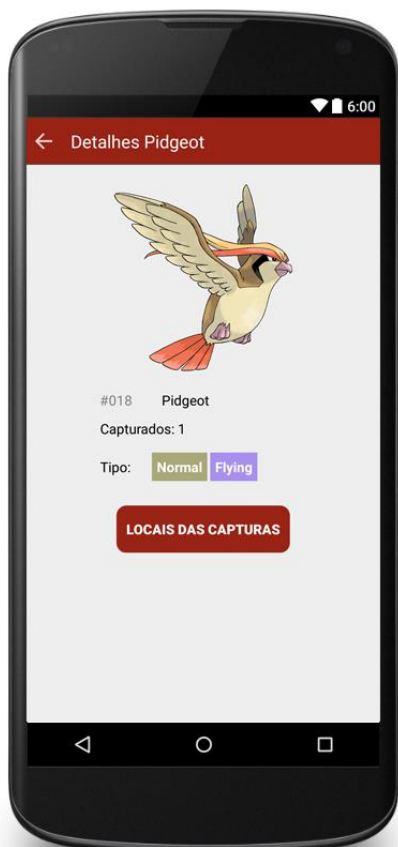 6:00
Detalhes Pidgeot
#018 Pidgeot
Capturados: 1
Tipo: Normal Flying
LOCAIS DAS CAPTURAS